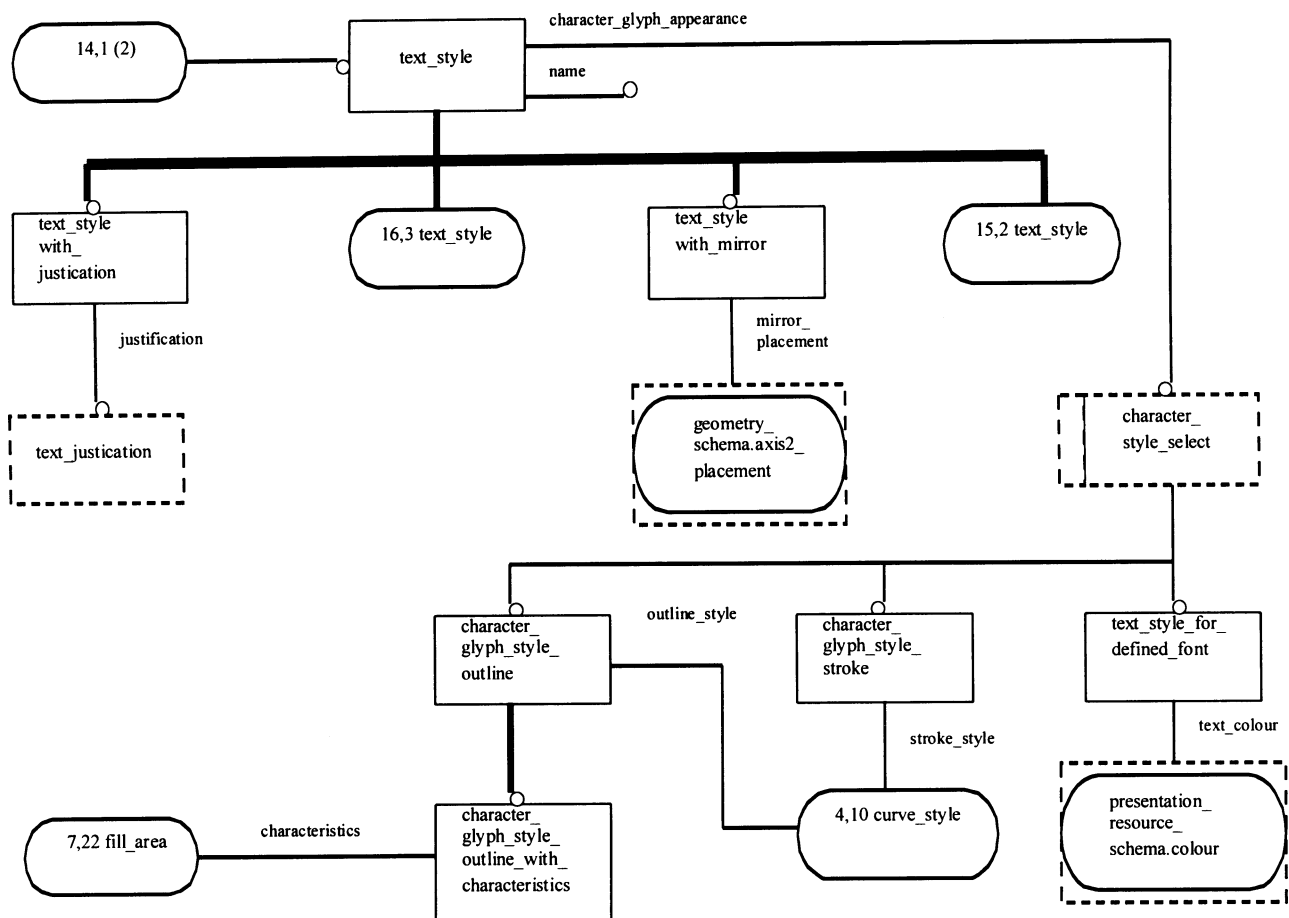 character_glyph_appearance
14,1 (2)
text_style
name
text_style
with_
justication
16,3 text_style
text_style
with_mirror
15,2 text_style
justification
mirror_
placement
text_justication
geometry_
schema.axis2_
placement
character_
style_select
character_
glyph_style_
outline
outline_style
character_
glyph_style_
stroke
text_style_for_
defined_font
stroke_style
text_colour
7,22 fill_area
characteristics
character_
glyph_style_
outline_with_
characteristics
4,10 curve_style
presentation_
resource_
schema.colour